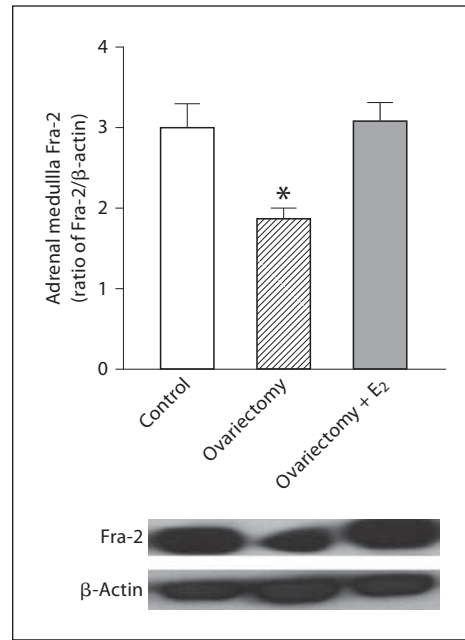 Adrenal medullla Fra-2
(ratio of Fra-2/β-actin)
4
3
2
1
0
*
Control
Ovariectomy
Ovariectomy + E₂
Fra-2
β-Actin